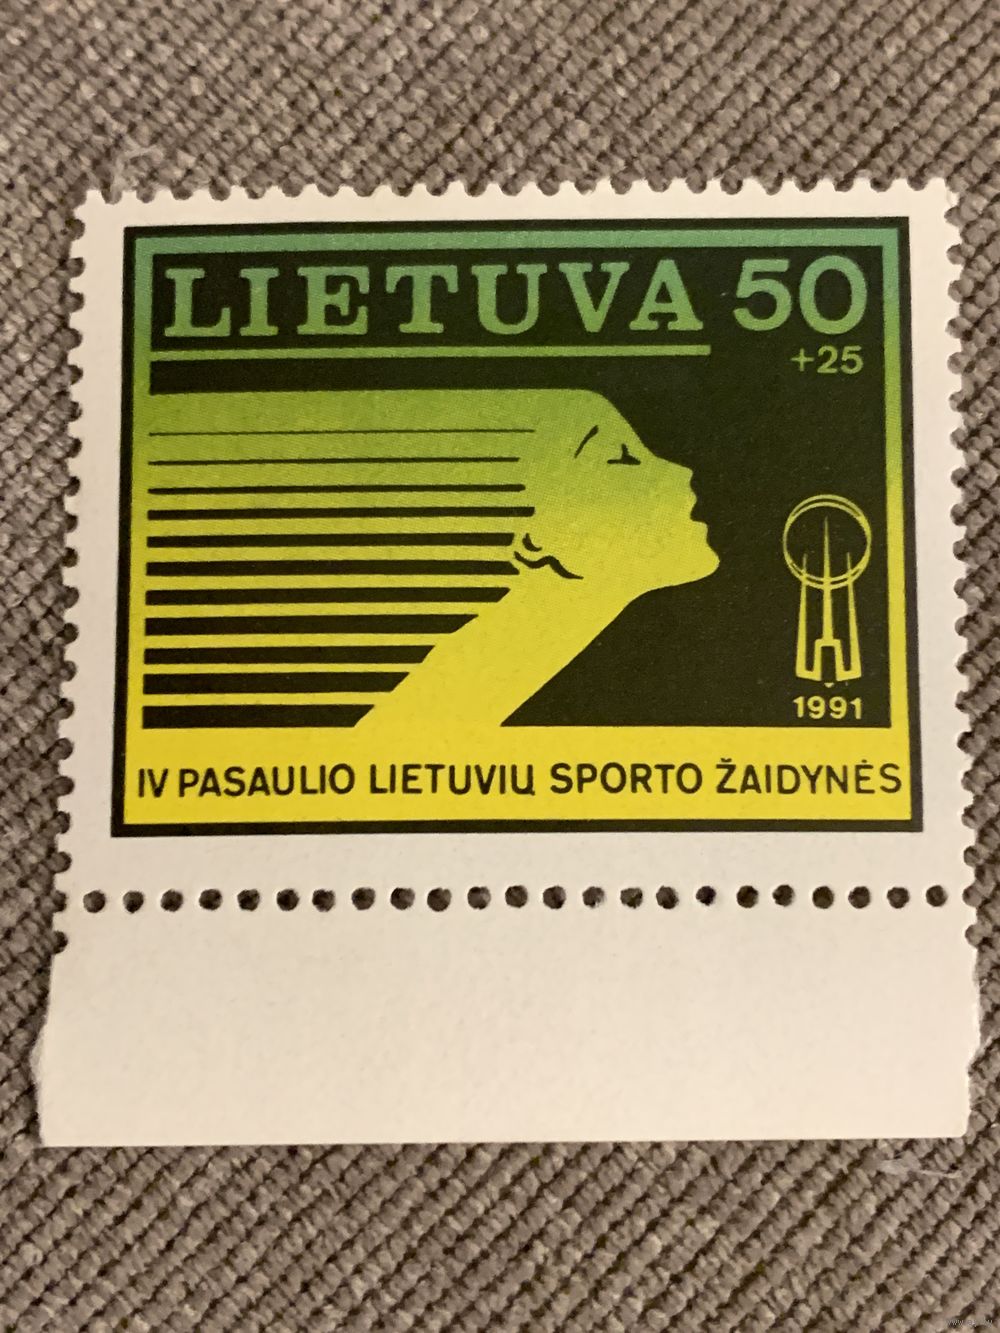 LIETUVA 50
+25
1991
IV PASAULIO LIETUVIŲ SPORTO ŽAIDYNĖS